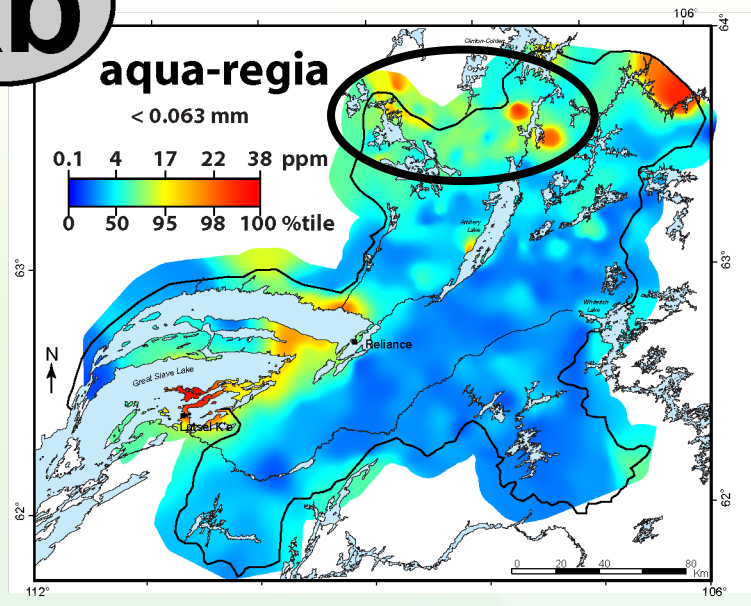 Rb
aqua-regia
< 0.063 mm
0.1 4 17 22 38 ppm
0 50 95 98 100 %tile
106°
64°
Clinton-Colden
Artillery
Lake
63°
63°
Whitefish
Lake
Reliance
N
Great Slave Lake
Lutsel K'e
62°
62°
0 20 40 80
Km
112°
106°